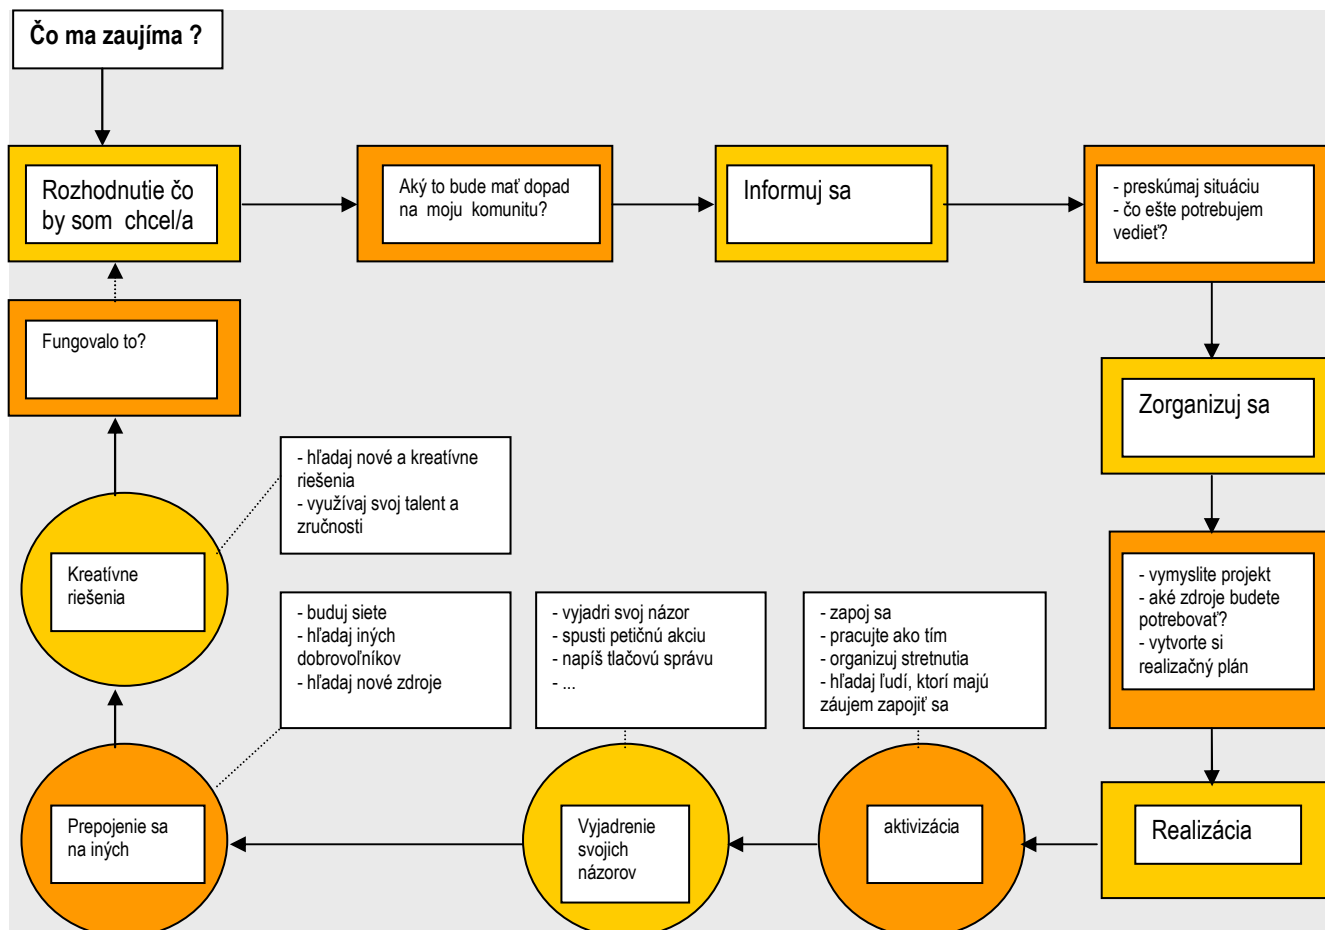 Čo ma zaujíma ?
Rozhodnutie čo
by som chcel/a
Aký to bude mať dopad
na moju komunitu?
Informuj sa
- preskúmaj situáciu
- čo ešte potrebujem
vedieť?
Fungovalo to?
Zorganizuj sa
- hľadaj nové a kreatívne
riešenia
- využívaj svoj talent a
zručnosti
Kreatívne
riešenia
- vymyslite projekt
- aké zdroje budete
potrebovať?
- vytvorte si
realizačný plán
- buduj siete
- hľadaj iných
dobrovoľníkov
- hľadaj nové zdroje
- vyjadri svoj názor
- spusti petičnú akciu
- napíš tlačovú správu
- ...
- zapoj sa
- pracujte ako tím
- organizuj stretnutia
- hľadaj ľudí, ktorí majú
záujem zapojiť sa
Prepojenie sa
na iných
Vyjadrenie
svojich
názorov
aktivizácia
Realizácia